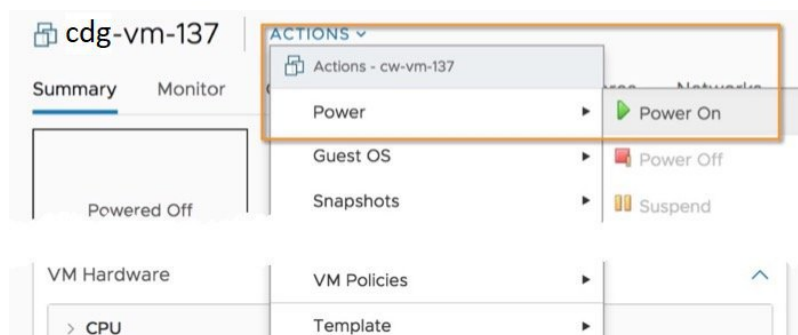 cdg-vm-137
ACTIONS
Actions - cw-vm-137
Summary
Monitor
Networks
Power
Power On
Guest OS
Power Off
Snapshots
Suspend
Powered Off
VM Hardware
VM Policies
CPU
Template